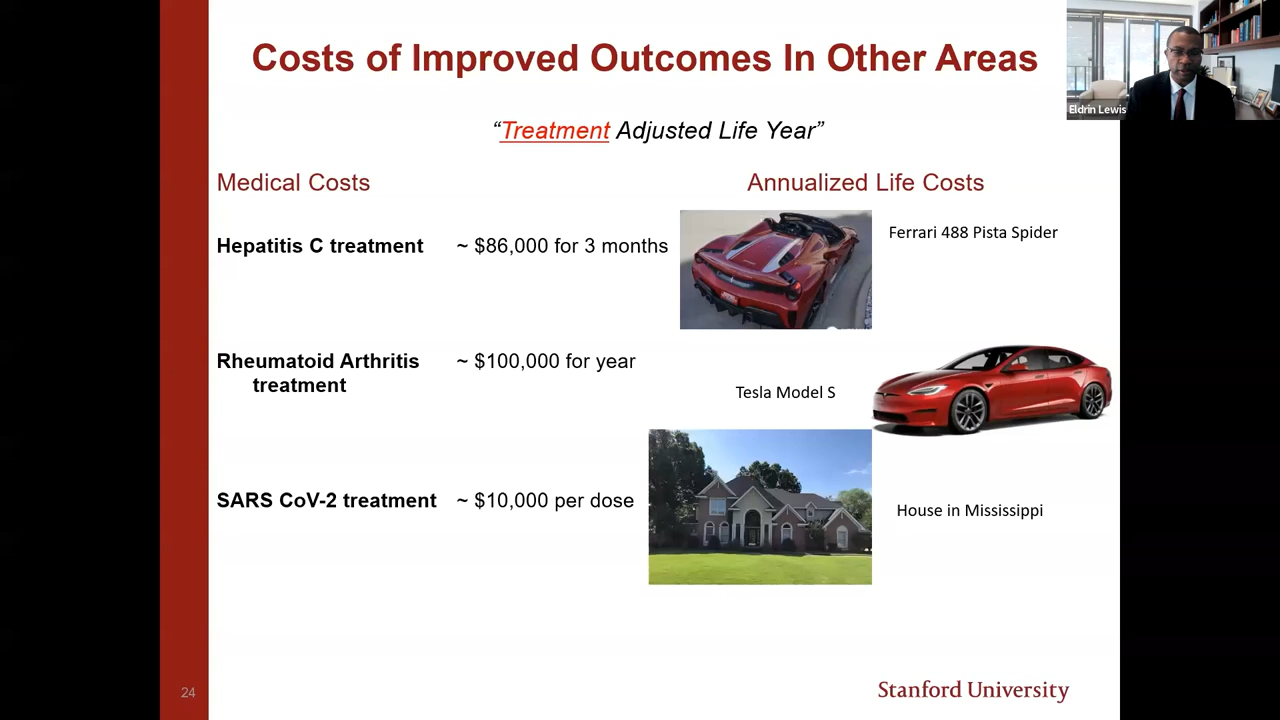 Costs of Improved Outcomes In Other Areas
Eldrin Lewis
“Treatment Adjusted Life Year”
Medical Costs
Annualized Life Costs
Hepatitis C treatment ~ $86,000 for 3 months
Ferrari 488 Pista Spider
Rheumatoid Arthritis ~ $100,000 for year
treatment
Tesla Model S
SARS CoV-2 treatment ~ $10,000 per dose
House in Mississippi
24
Stanford University